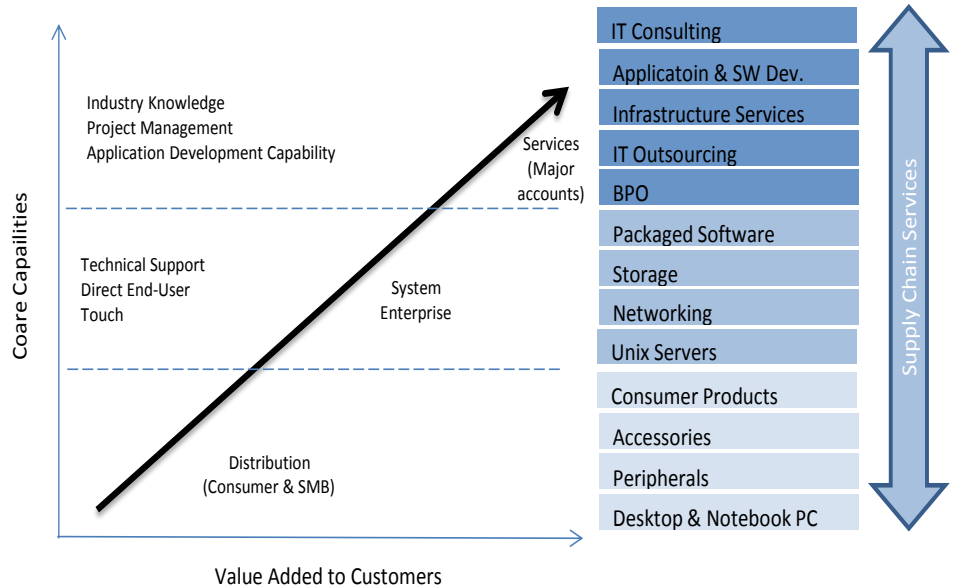 Coare Capailities
Industry Knowledge
Project Management
Application Development Capability
Services
(Major
accounts)
Technical Support
Direct End-User
Touch
System
Enterprise
Distribution
(Consumer & SMB)
Value Added to Customers
IT Consulting
Applicatoin & SW Dev.
Infrastructure Services
IT Outsourcing
BPO
Packaged Software
Storage
Networking
Unix Servers
Consumer Products
Accessories
Peripherals
Desktop & Notebook PC
Supply Chain Services